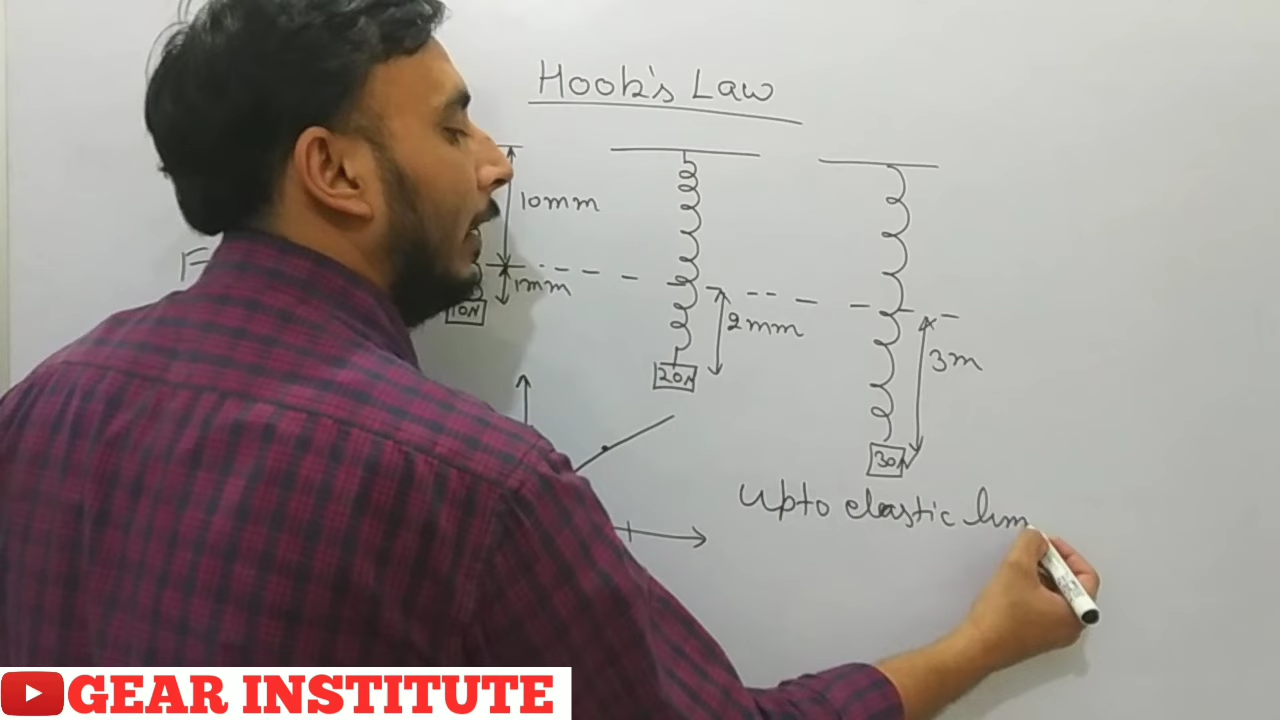 Hook's Law
10mm
F
1mm
10N
2mm
20N
3m
30N
upto elastic lim
GEAR INSTITUTE